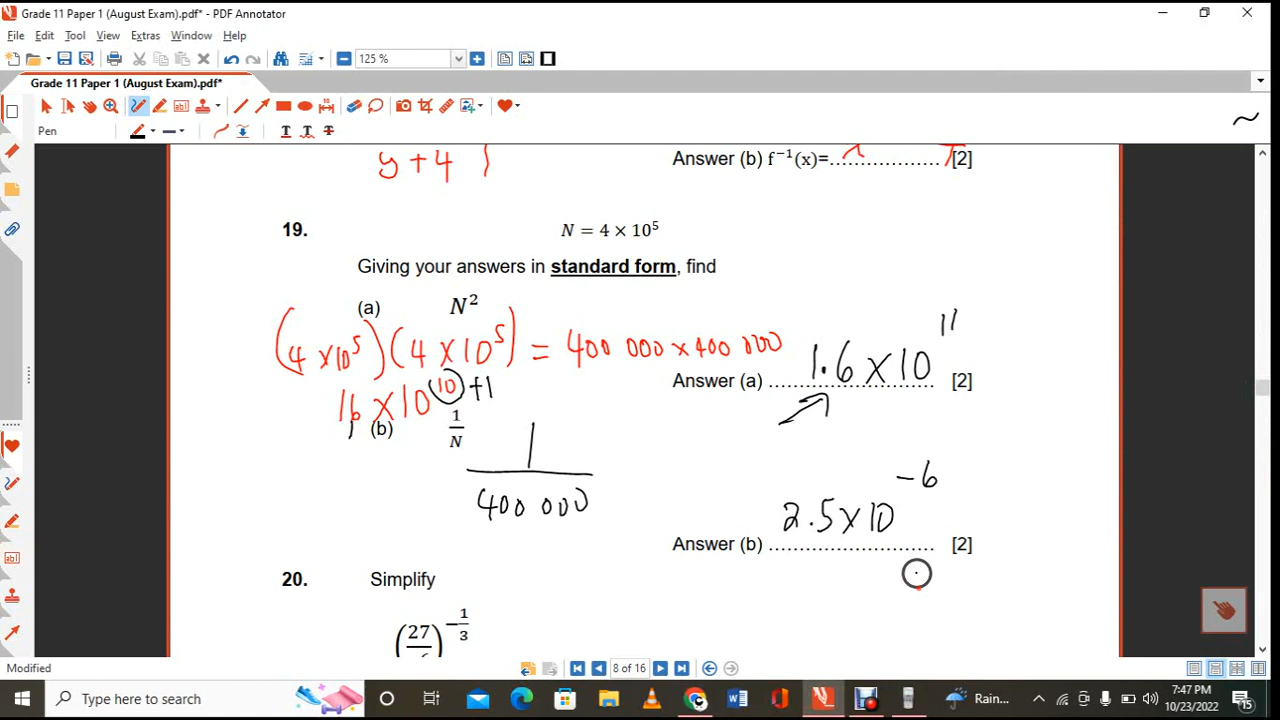 Grade 11 Paper 1 (August Exam).pdf* - PDF Annotator
File Edit Tool View Extras Window Help
125 %
Grade 11 Paper 1 (August Exam).pdf*
Pen
y + 4
Answer (b) f⁻¹(x)=.................. [2]
19. N = 4 × 10⁵
Giving your answers in standard form, find
(a) N²
(4 × 10⁵)(4 × 10⁵) = 400 000 × 400 000
1.6 × 10¹¹
Answer (a) ............................ [2]
16 × 10¹⁰ +1
(b) 1/N
1/400 000
2.5 × 10⁻⁶
Answer (b) ............................ [2]
20. Simplify
(27
-1/3
Modified
8 of 16
Type here to search
Rain...
7:47 PM
10/23/2022
15